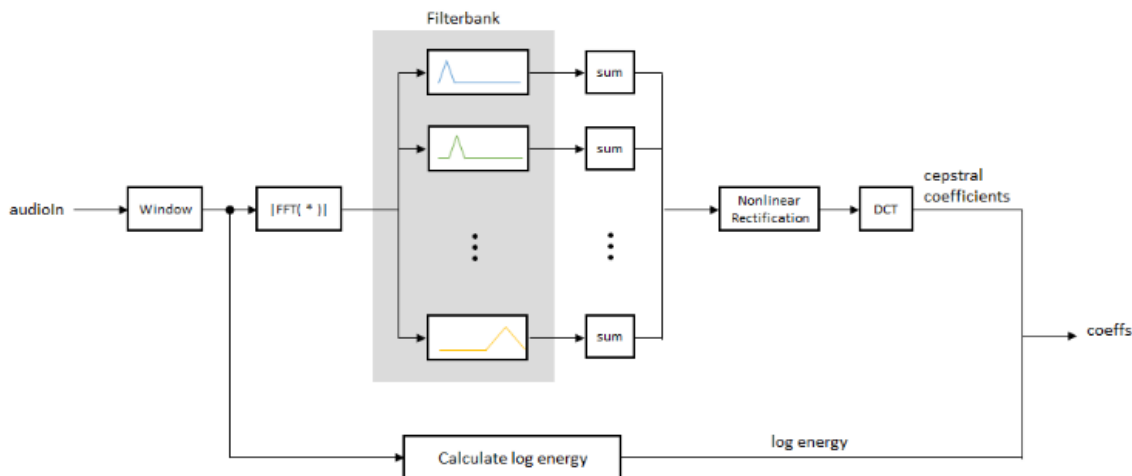 Filterbank
sum
sum
audioIn
Window
|FFT( * )|
Nonlinear
Rectification
DCT
cepstral
coefficients
sum
coeffs
log energy
Calculate log energy